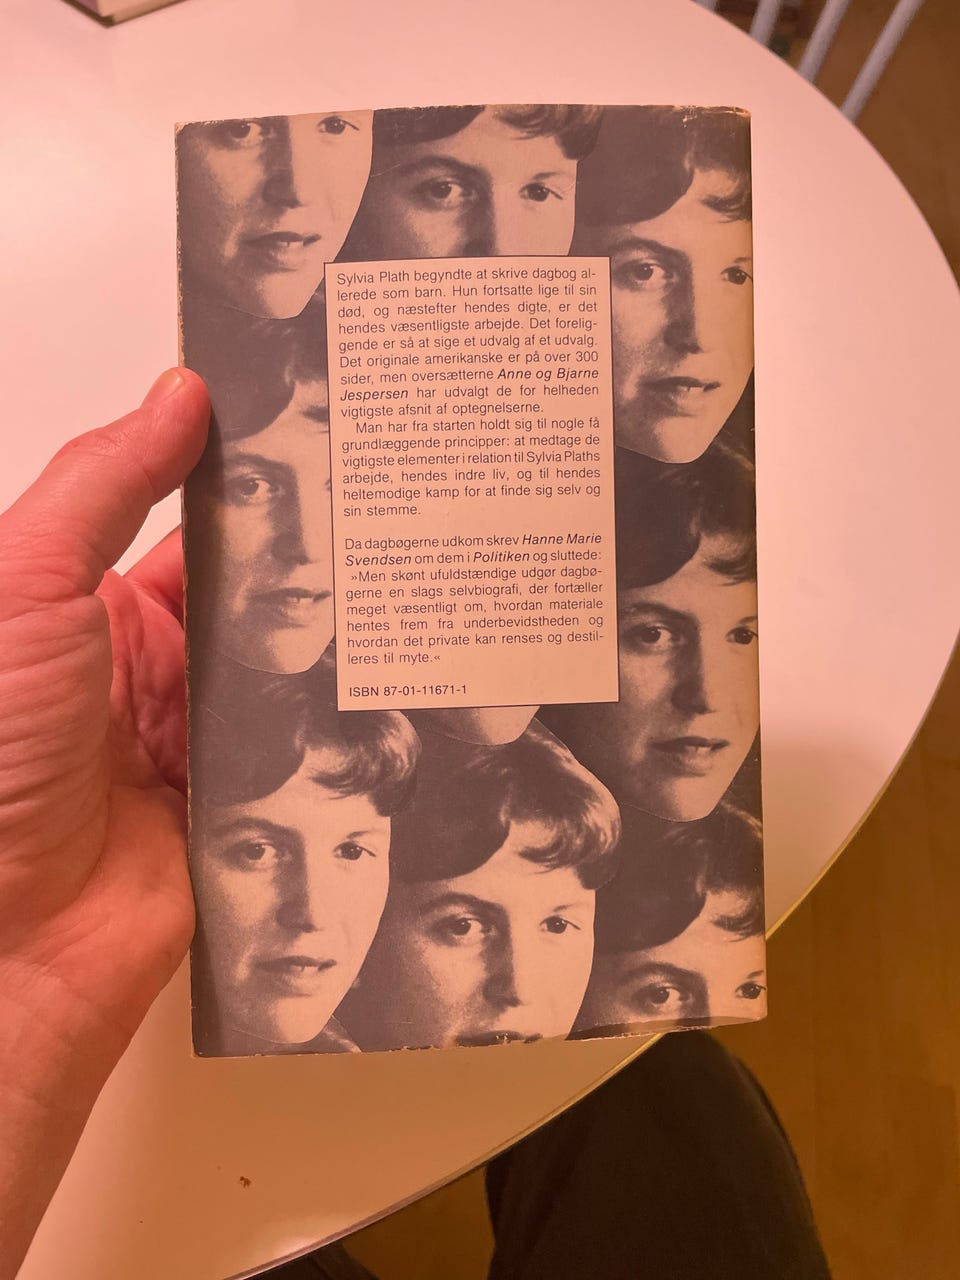 Sylvia Plath begyndte at skrive dagbog al-
lerede som barn. Hun fortsatte lige til sin
død, og næstefter hendes digte, er det
hendes væsentligste arbejde. Det forelig-
gende er så at sige et udvalg af et udvalg.
Det originale amerikanske er på over 300
sider, men oversætterne Anne og Bjarne
Jespersen har udvalgt de for helheden
vigtigste afsnit af optegnelserne.
Man har fra starten holdt sig til nogle få
grundlæggende principper: at medtage de
vigtigste elementer i relation til Sylvia Plaths
arbejde, hendes indre liv, og til hendes
heltemodige kamp for at finde sig selv og
sin stemme.
Da dagbøgerne udkom skrev Hanne Marie
Svendsen om dem i Politiken og sluttede:
»Men skønt ufuldstændige udgør dagbø-
gerne en slags selvbiografi, der fortæller
meget væsentligt om, hvordan materiale
hentes frem fra underbevidstheden og
hvordan det private kan renses og destil-
leres til myte.«
ISBN 87-01-11671-1